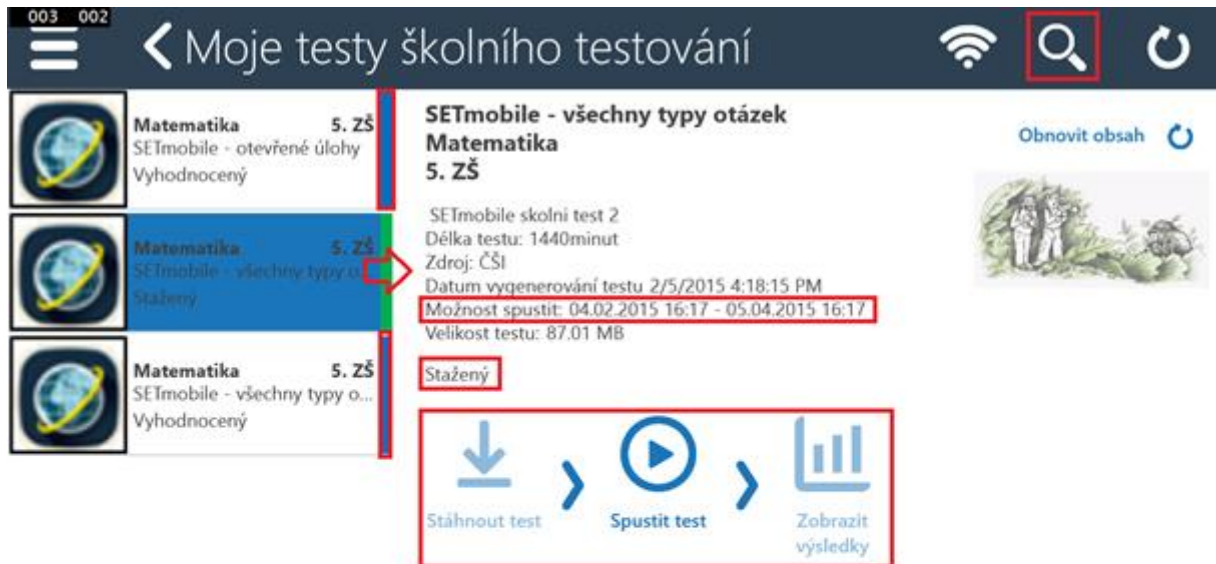 003 002
Moje testy školního testování
Matematika 5. ZŠ
SETmobile - otevřené úlohy
Vyhodnocený
Matematika 5. ZŠ
SETmobile - všechny typy o...
Stažený
Matematika 5. ZŠ
SETmobile - všechny typy o...
Vyhodnocený
SETmobile - všechny typy otázek
Matematika
5. ZŠ
Obnovit obsah
SETmobile skolni test 2
Délka testu: 1440minut
Zdroj: ČŠI
Datum vygenerování testu 2/5/2015 4:18:15 PM
Možnost spustit: 04.02.2015 16:17 - 05.04.2015 16:17
Velikost testu: 87.01 MB
Stažený
Stáhnout test
Spustit test
Zobrazit
výsledky